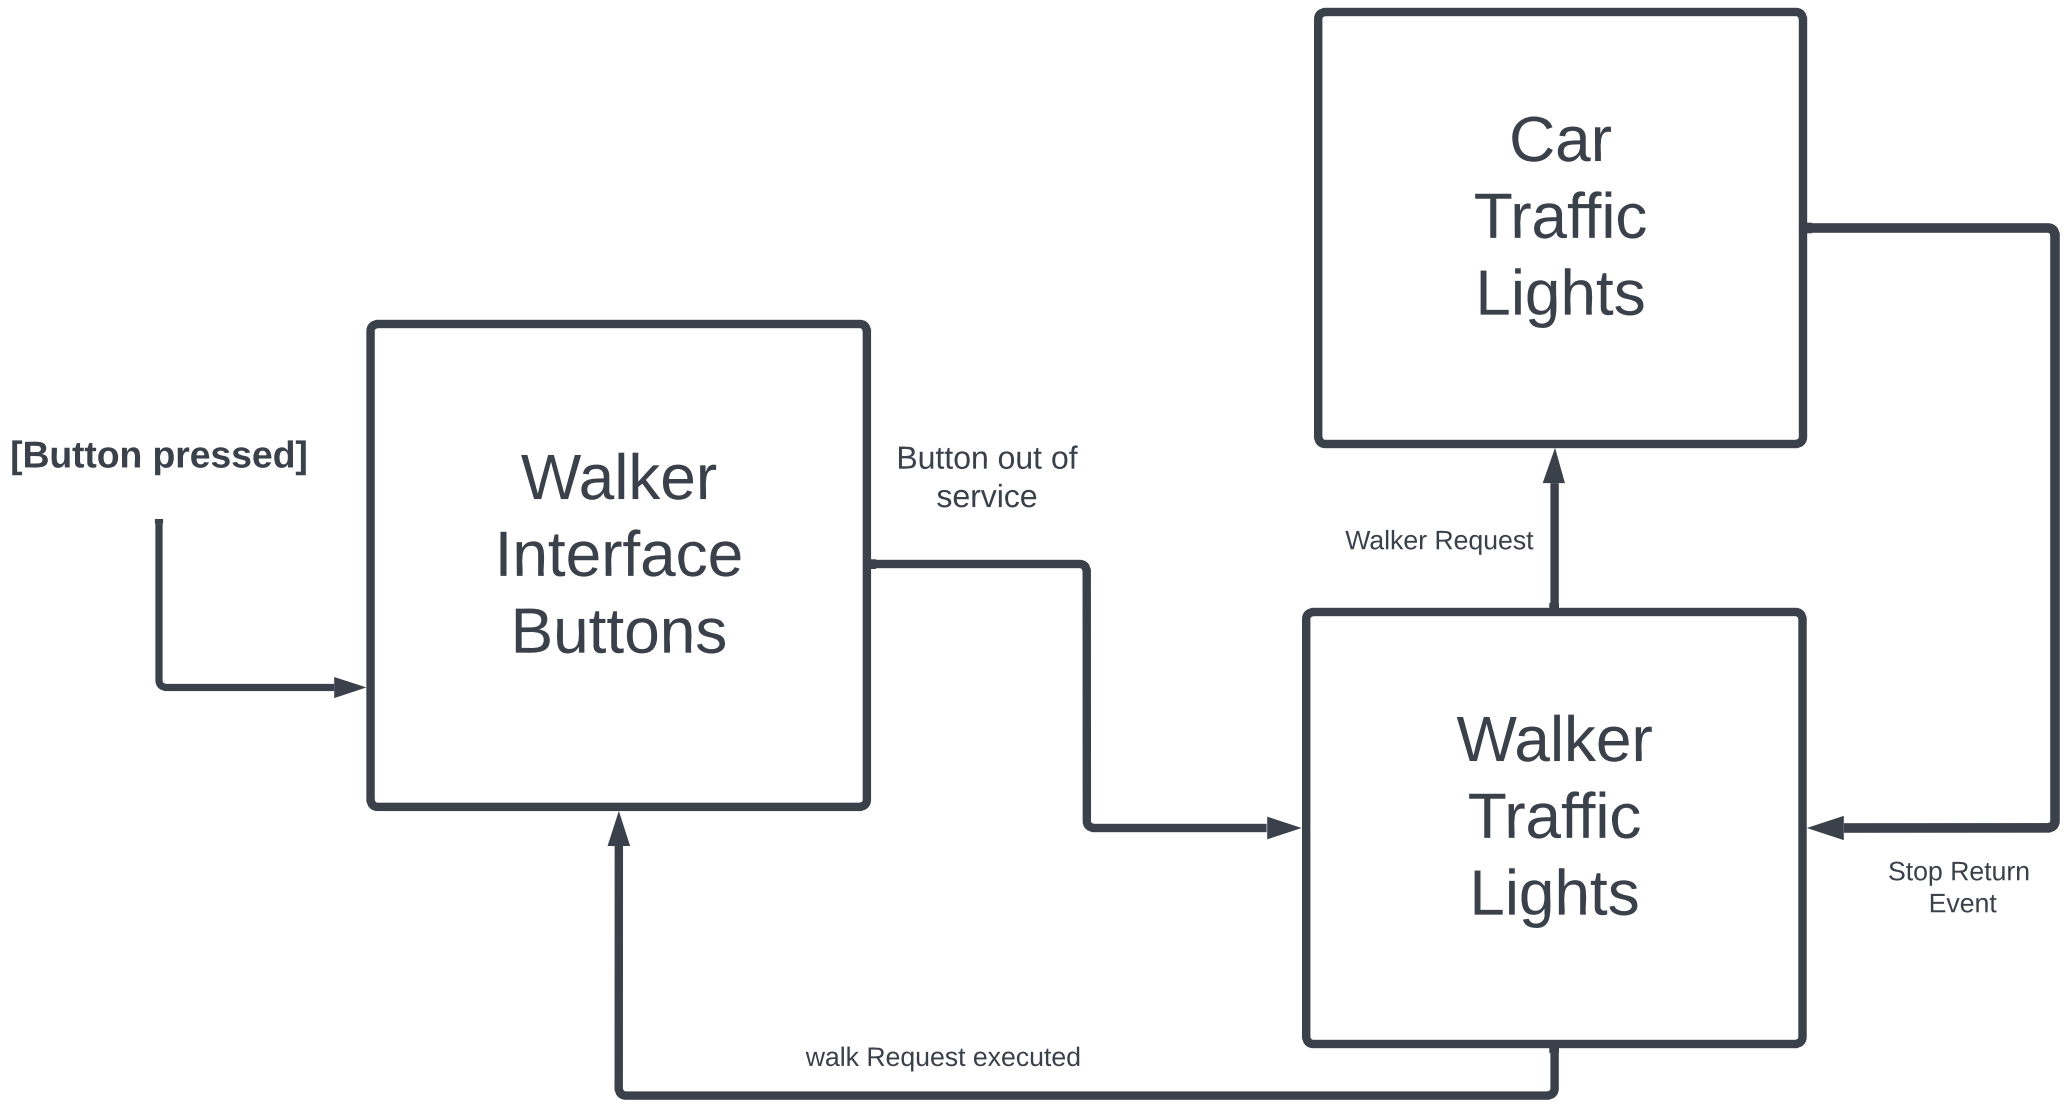 Car
Traffic
Lights
[Button pressed]
Walker
Interface
Buttons
Button out of
service
Walker Request
Walker
Traffic
Lights
Stop Return
Event
walk Request executed